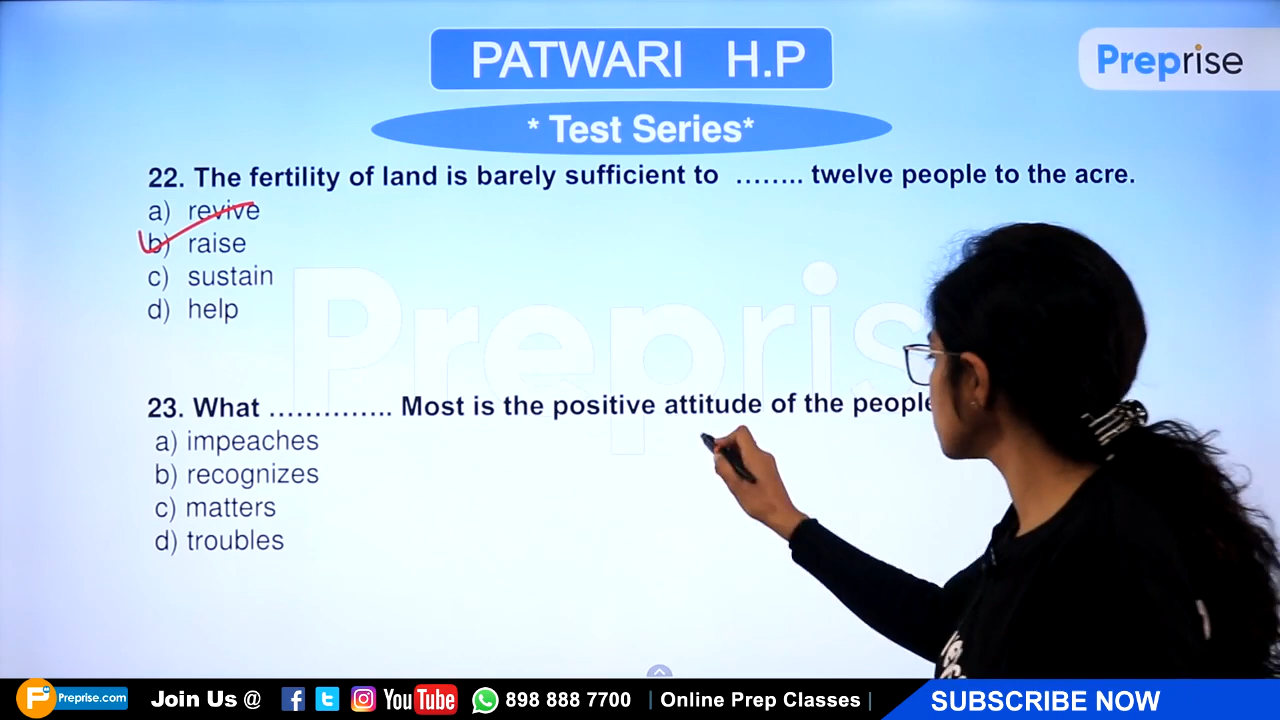 PATWARI H.P
Preprise
* Test Series*
22. The fertility of land is barely sufficient to …….. twelve people to the acre.
a) revive
b) raise
c) sustain
d) help
Prepris
23. What ………….. Most is the positive attitude of the people
a) impeaches
b) recognizes
c) matters
d) troubles
P Preprise.com Join Us @ f YouTube 898 888 7700 | Online Prep Classes | SUBSCRIBE NOW